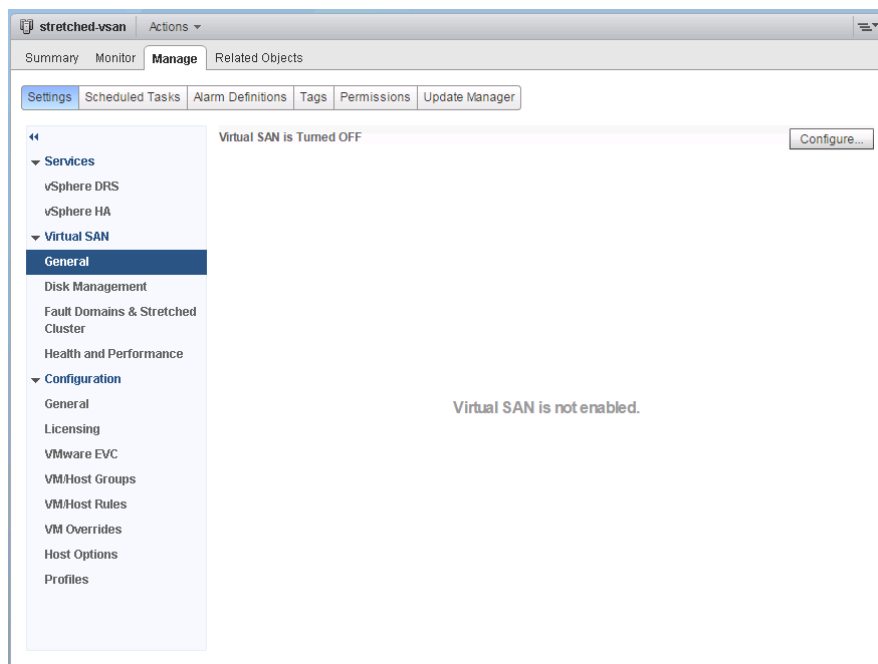 stretched-vsan Actions
Summary Monitor Manage Related Objects
Settings Scheduled Tasks Alarm Definitions Tags Permissions Update Manager
Virtual SAN is Turned OFF Configure...
Services
vSphere DRS
vSphere HA
Virtual SAN
General
Disk Management
Fault Domains & Stretched
Cluster
Health and Performance
Configuration
General
Virtual SAN is not enabled.
Licensing
VMware EVC
VM/Host Groups
VM/Host Rules
VM Overrides
Host Options
Profiles